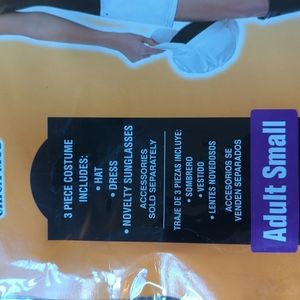 3 PIECE COSTUME
INCLUDES:
• HAT
• DRESS
• NOVELTY SUNGLASSES
ACCESSORIES
SOLD SEPARATELY
TRAJE DE 3 PIEZAS INCLUYE:
• SOMBRERO
• VESTIDO
• LENTES NOVEDOSOS
ACCESORIOS SE
VENDEN SEPARADOS
Adult Small